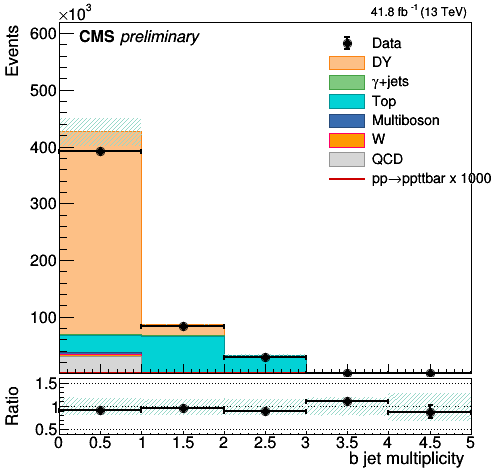 ×10³
41.8 fb⁻¹ (13 TeV)
CMS preliminary
Events
600
500
400
300
200
100
Data
DY
γ+jets
Top
Multiboson
W
QCD
pp→ppttbar x 1000
Ratio
1.5
1
0.5
0 0.5 1 1.5 2 2.5 3 3.5 4 4.5 5
b jet multiplicity